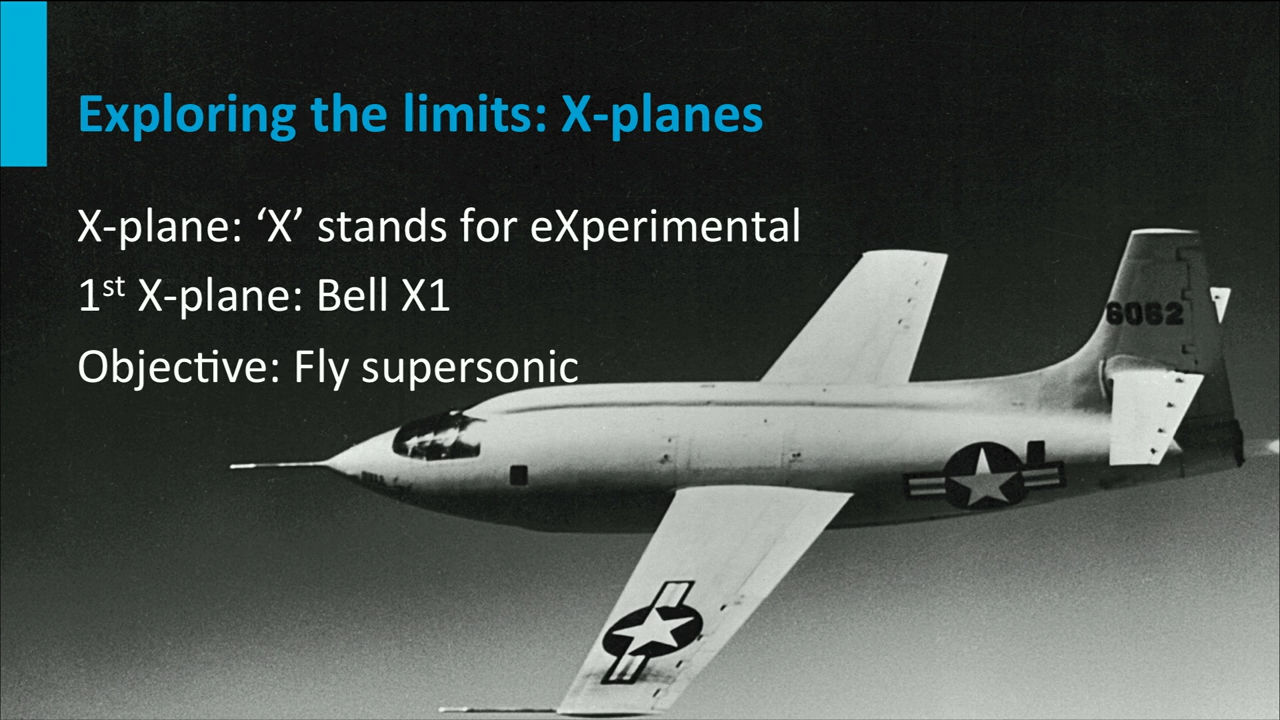 Exploring the limits: X-planes
X-plane: ‘X’ stands for eXperimental
1st X-plane: Bell X1
Objective: Fly supersonic
6062